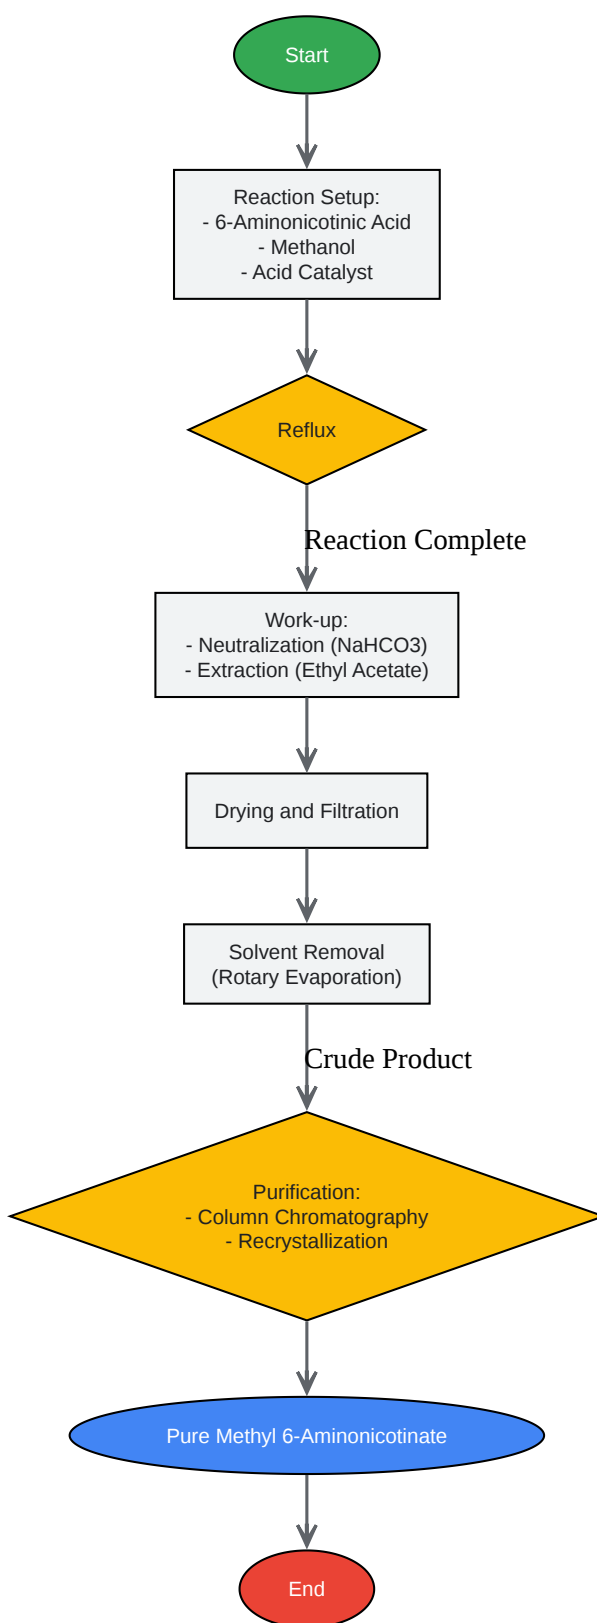 Start
Reaction Setup:
- 6-Aminonicotinic Acid
- Methanol
- Acid Catalyst
Reflux
Reaction Complete
Work-up:
- Neutralization (NaHCO3)
- Extraction (Ethyl Acetate)
Drying and Filtration
Solvent Removal
(Rotary Evaporation)
Crude Product
Purification:
- Column Chromatography
- Recrystallization
Pure Methyl 6-Aminonicotinate
End